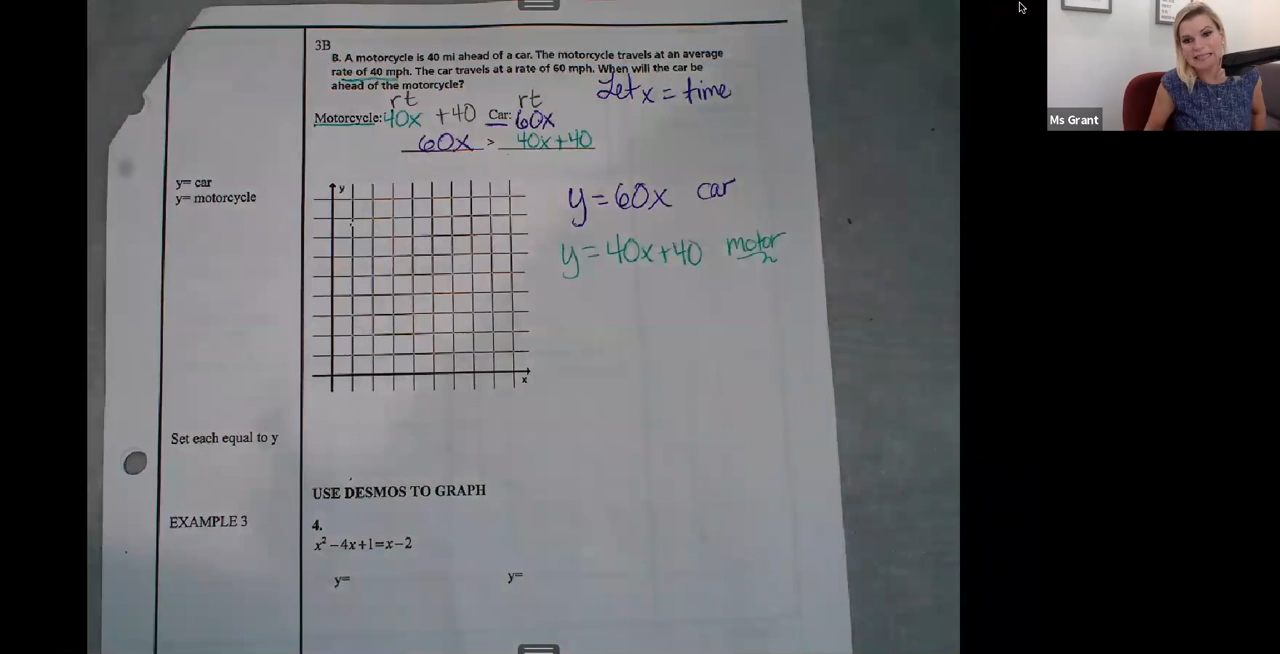 3B
B. A motorcycle is 40 mi ahead of a car. The motorcycle travels at an average
rate of 40 mph. The car travels at a rate of 60 mph. When will the car be
ahead of the motorcycle?
Let x = time
rt rt
Motorcycle: 40x +40 Car: 60x
60x > 40x+40
y= car
y= motorcycle
y
x
y=60x car
y=40x+40 motor
Set each equal to y
USE DESMOS TO GRAPH
EXAMPLE 3
4.
x²-4x+1=x-2
y= y=
Ms Grant